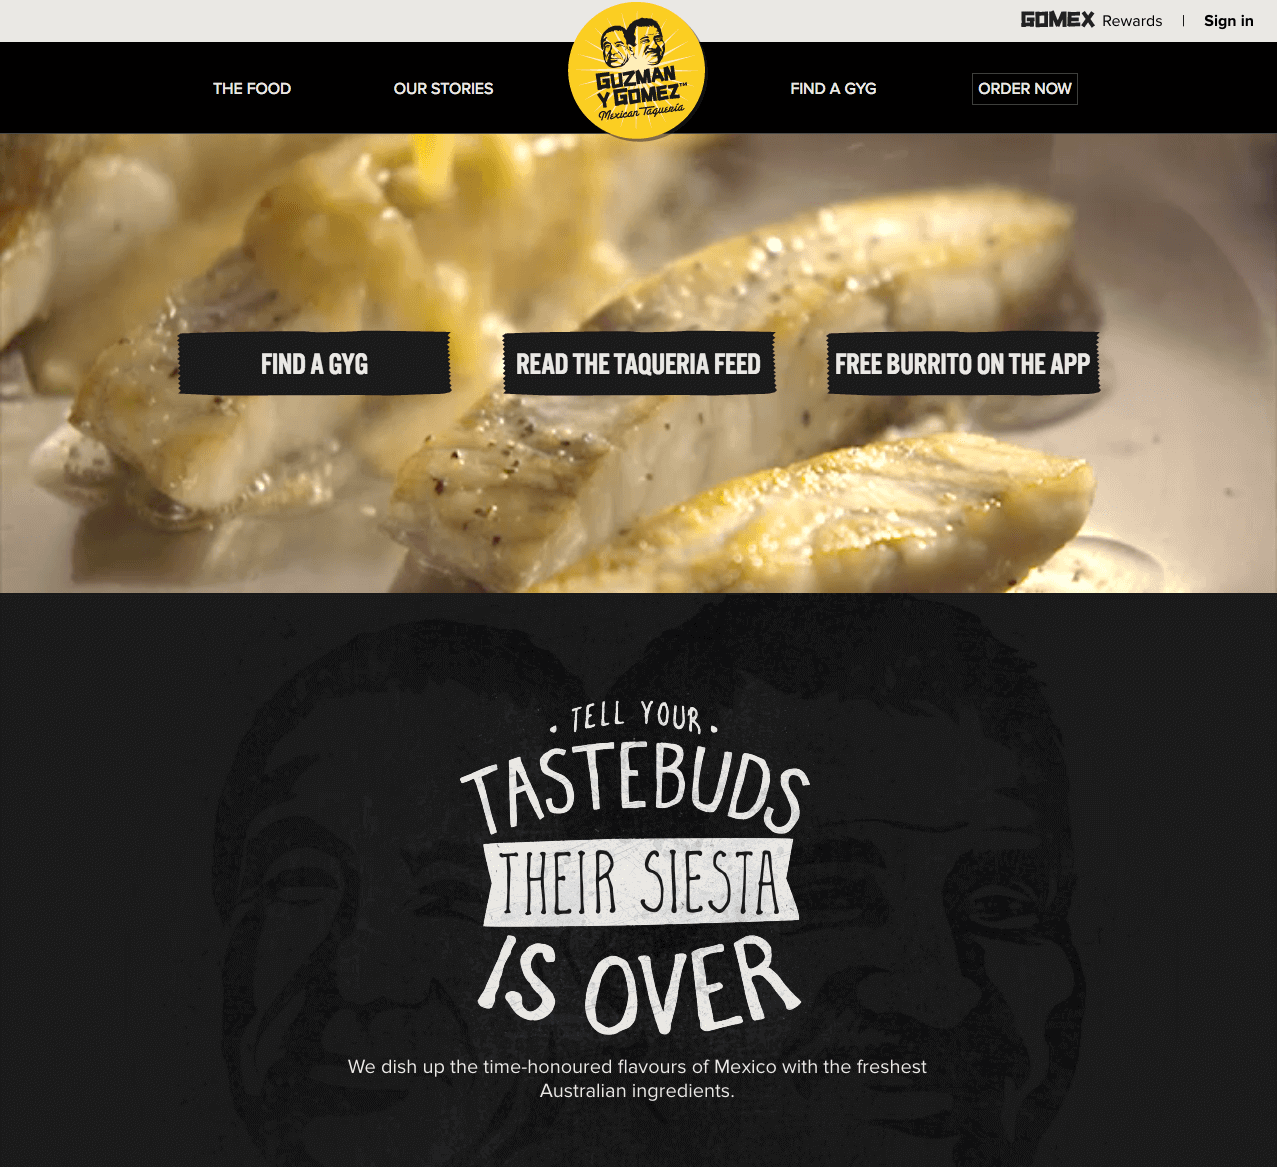 GOMEX Rewards | Sign in
THE FOOD
OUR STORIES
GUZMAN
Y GOMEZ™
Mexican Taqueria
FIND A GYG
ORDER NOW
FIND A GYG
READ THE TAQUERIA FEED
FREE BURRITO ON THE APP
. TELL YOUR .
TASTEBUDS
THEIR SIESTA
IS OVER
We dish up the time-honoured flavours of Mexico with the freshest
Australian ingredients.